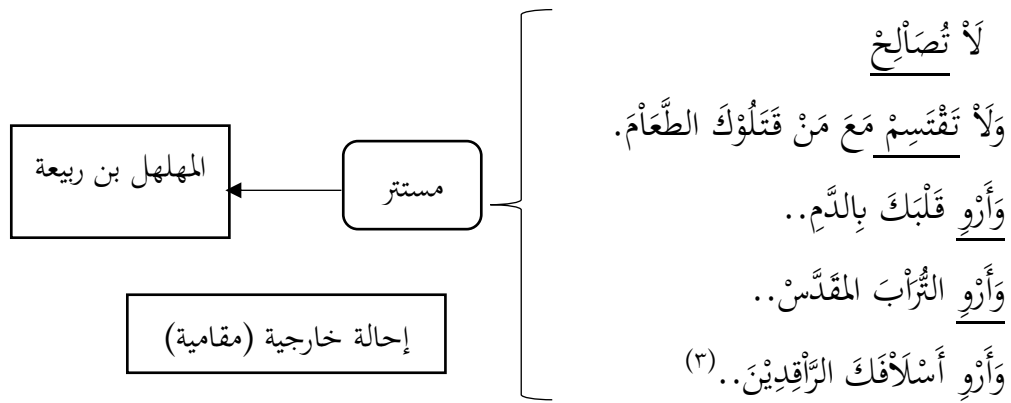 لَاْ تُصَاْلِحْ
وَلَاْ تَقْتَسِمْ مَعَ مَنْ قَتَلُوْكَ الطَّعَاْمَ.
وَأَرْوِ قَلْبَكَ بِالدَّمِ..
وَأَرْوِ التُّرَاْبَ المقَدَّسْ..
وَأَرْوِ أَسْلَاْفَكَ الرَّاْقِدِيْنَ..(٣)
مستتر
المهلهل بن ربيعة
إحالة خارجية (مقامية)